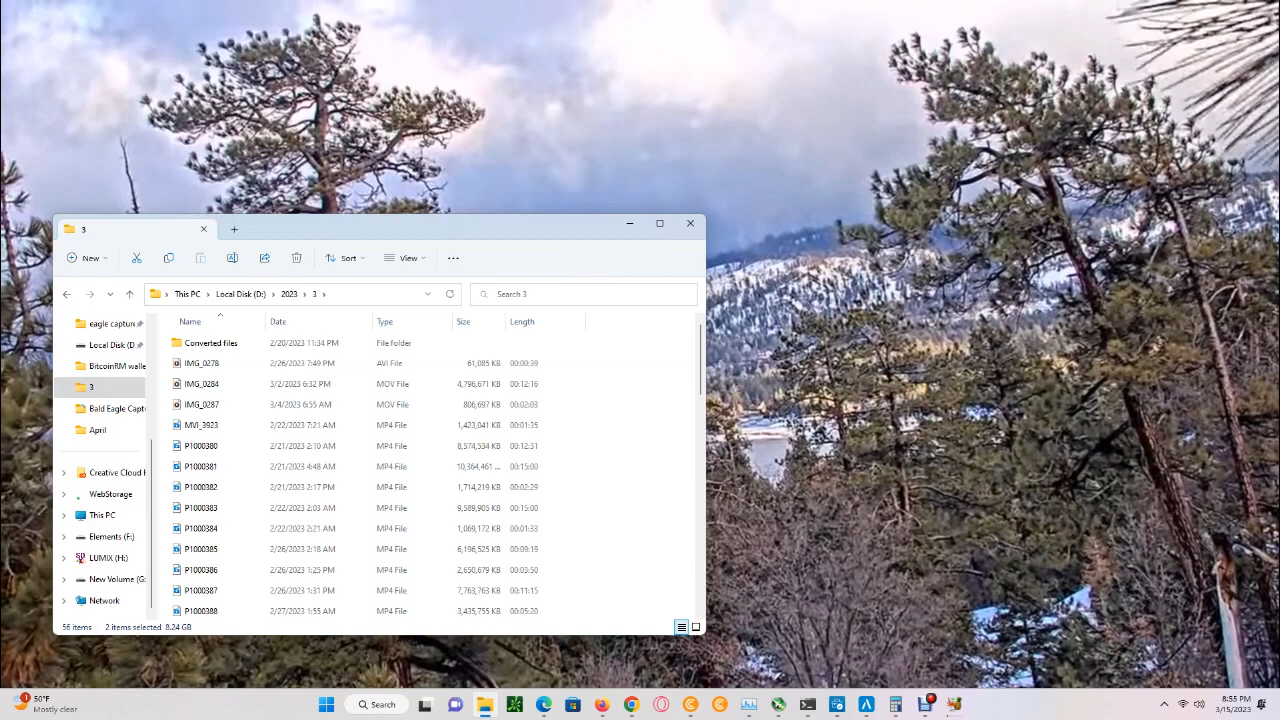 3
New
Sort
View
This PC
Local Disk (D:)
2023
3
Search 3
Name Date Type Size Length
eagle capture
Local Disk (D
BitcoinRM walle
3
Bald Eagle Captu
April
Creative Cloud F
WebStorage
This PC
Elements (F:)
LUMIX (H:)
New Volume (G:
Network
Converted files 2/20/2023 11:34 PM File folder
IMG_0278 2/26/2023 7:49 PM AVI File 61,085 KB 00:00:39
IMG_0284 3/2/2023 6:32 PM MOV File 4,796,671 KB 00:12:16
IMG_0287 3/4/2023 6:55 AM MOV File 806,697 KB 00:02:03
MVI_3923 2/22/2023 7:21 AM MP4 File 1,423,041 KB 00:01:35
P1000380 2/21/2023 2:10 AM MP4 File 8,574,534 KB 00:12:31
P1000381 2/21/2023 4:48 AM MP4 File 10,364,461 ... 00:15:00
P1000382 2/21/2023 2:17 PM MP4 File 1,714,219 KB 00:02:29
P1000383 2/22/2023 2:03 AM MP4 File 9,589,905 KB 00:15:00
P1000384 2/22/2023 2:21 AM MP4 File 1,069,172 KB 00:01:33
P1000385 2/26/2023 2:18 AM MP4 File 6,196,525 KB 00:09:19
P1000386 2/26/2023 1:25 PM MP4 File 2,650,679 KB 00:03:50
P1000387 2/26/2023 1:31 PM MP4 File 7,763,763 KB 00:11:15
P1000388 2/27/2023 1:55 AM MP4 File 3,435,755 KB 00:05:20
56 items 2 items selected 8.24 GB
1
50°F
Mostly clear
Search
8:55 PM
3/15/2023